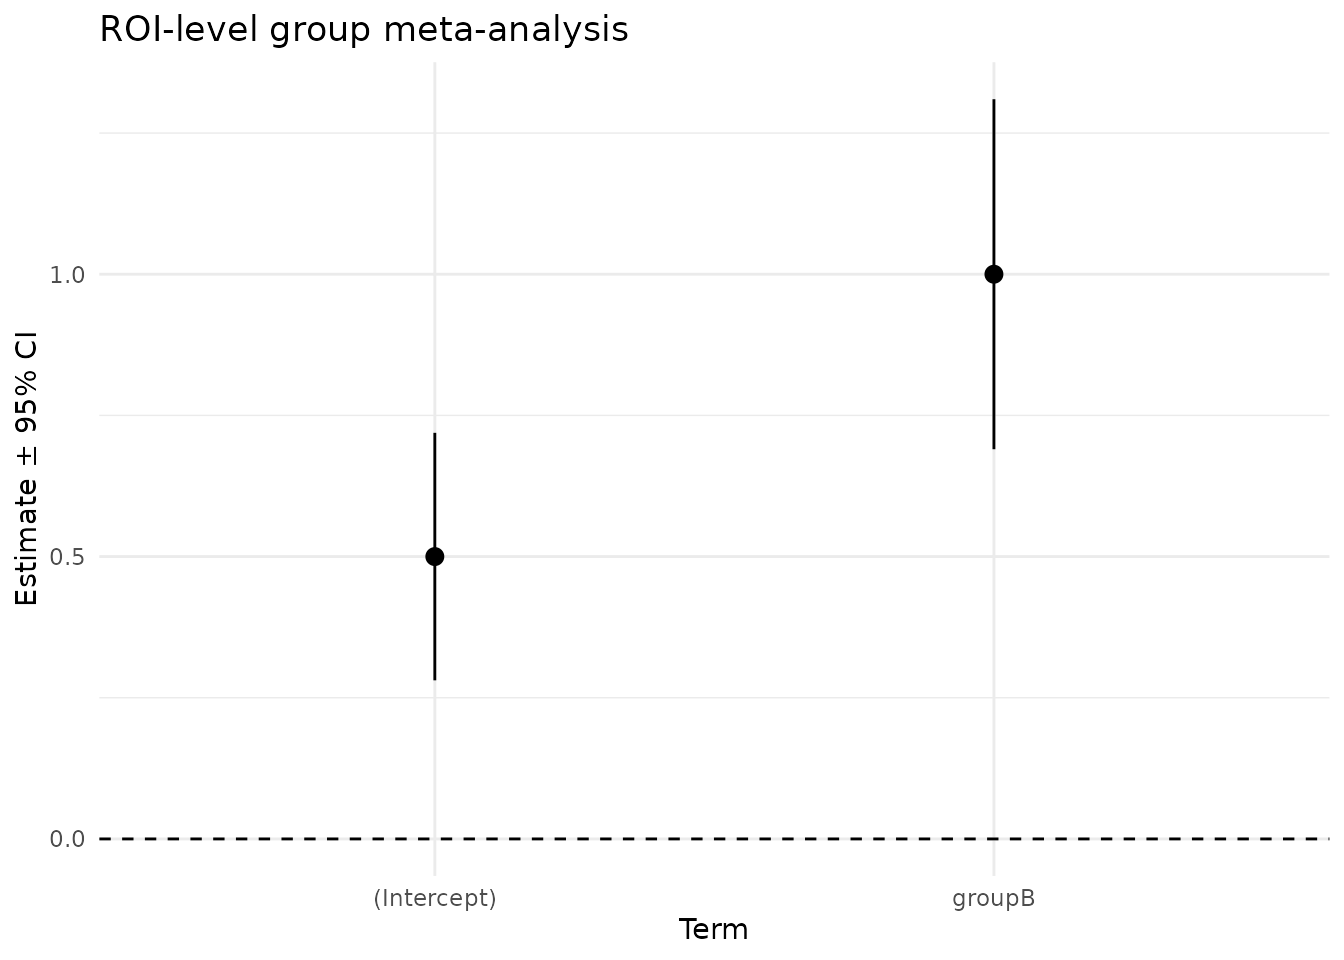 ROI-level group meta-analysis
Estimate ± 95% CI
1.0
0.5
0.0
(Intercept)
groupB
Term